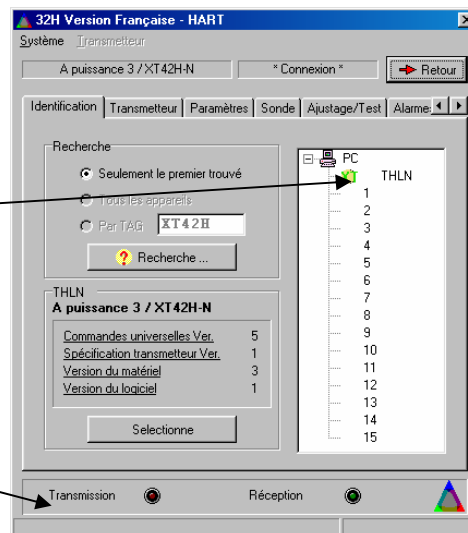 32H Version Française - HART
Système Transmetteur
A puissance 3 / XT42H-N
* Connexion *
Retour
Identification Transmetteur Paramètres Sonde Ajustage/Test Alarme
Recherche
Seulement le premier trouvé
Tous les appareils
Par TAG XT42H
? Recherche ...
THLN
A puissance 3 / XT42H-N
Commandes universelles Ver. 5
Spécification transmetteur Ver. 1
Version du matériel 3
Version du logiciel 1
Selectionne
PC
XT THLN
1
2
3
4
5
6
7
8
9
10
11
12
13
14
15
Transmission
Réception